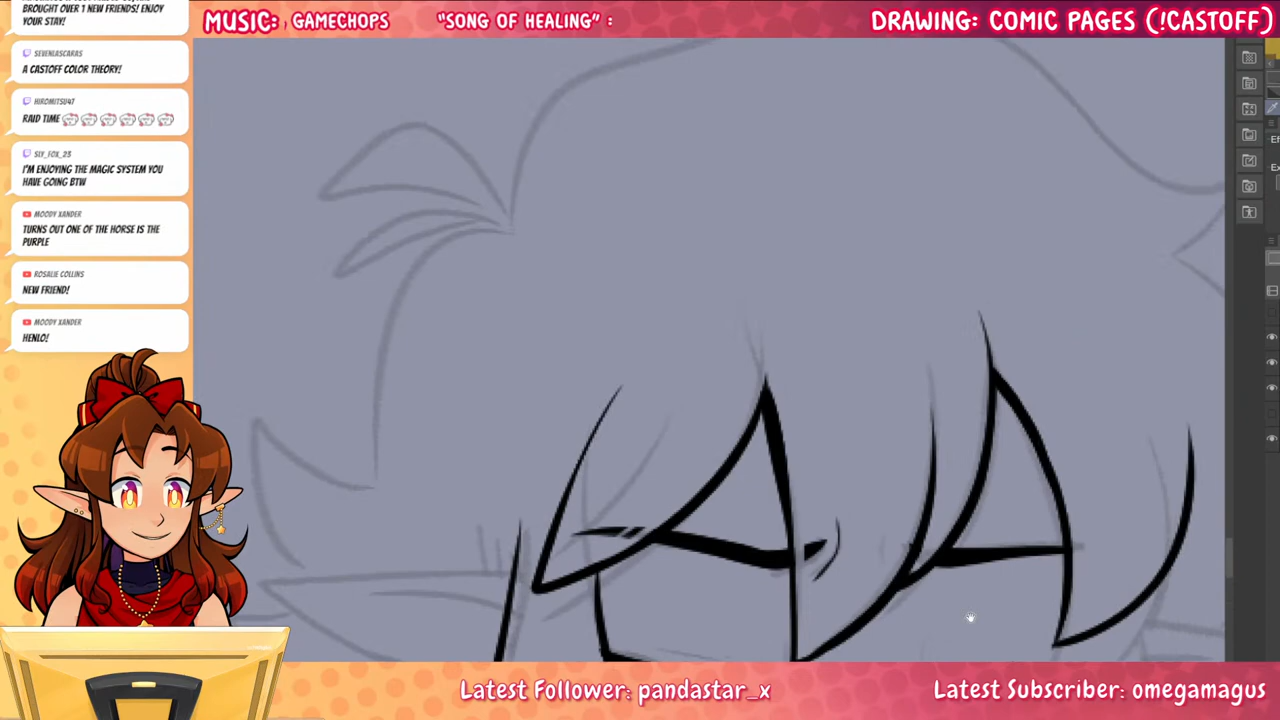 MUSIC: GAMECHOPS "SONG OF HEALING" :
DRAWING: COMIC PAGES (!CASTOFF)
BROUGHT OVER 1 NEW FRIENDS! ENJOY
YOUR STAY!
SEVENLASCARAS
A CASTOFF COLOR THEORY!
HIROMITSU47
RAID TIME
SLY_FOX_23
I'M ENJOYING THE MAGIC SYSTEM YOU
HAVE GOING BTW
MOODY XANDER
TURNS OUT ONE OF THE HORSE IS THE
PURPLE
ROSALIE COLLINS
NEW FRIEND!
MOODY XANDER
HENLO!
Latest Follower: pandastar_x
Latest Subscriber: omegamagus